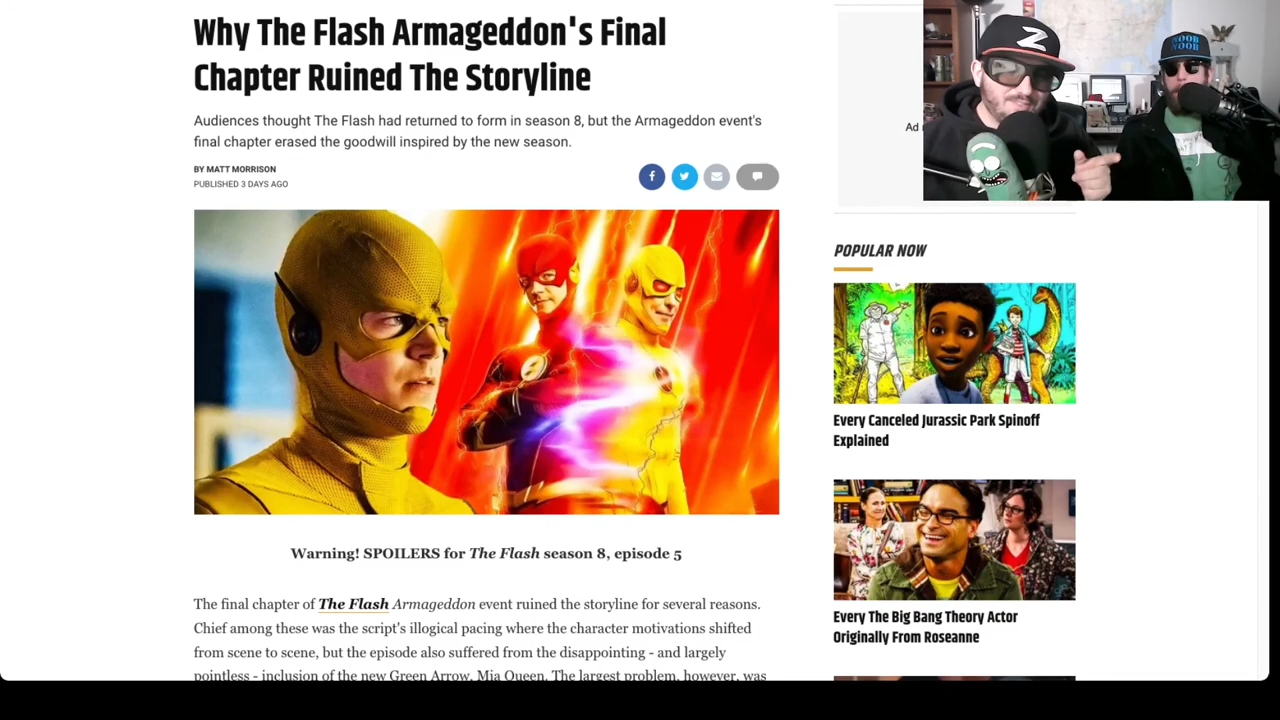 Why The Flash Armageddon's Final
Chapter Ruined The Storyline
Audiences thought The Flash had returned to form in season 8, but the Armageddon event's
final chapter erased the goodwill inspired by the new season.
BY MATT MORRISON
PUBLISHED 3 DAYS AGO
Warning! SPOILERS for The Flash season 8, episode 5
The final chapter of The Flash Armageddon event ruined the storyline for several reasons.
Chief among these was the script's illogical pacing where the character motivations shifted
from scene to scene, but the episode also suffered from the disappointing - and largely
pointless - inclusion of the new Green Arrow, Mia Queen. The largest problem, however, was
Ad
Z
NOOB
NOOB
POPULAR NOW
Every Canceled Jurassic Park Spinoff
Explained
Every The Big Bang Theory Actor
Originally From Roseanne